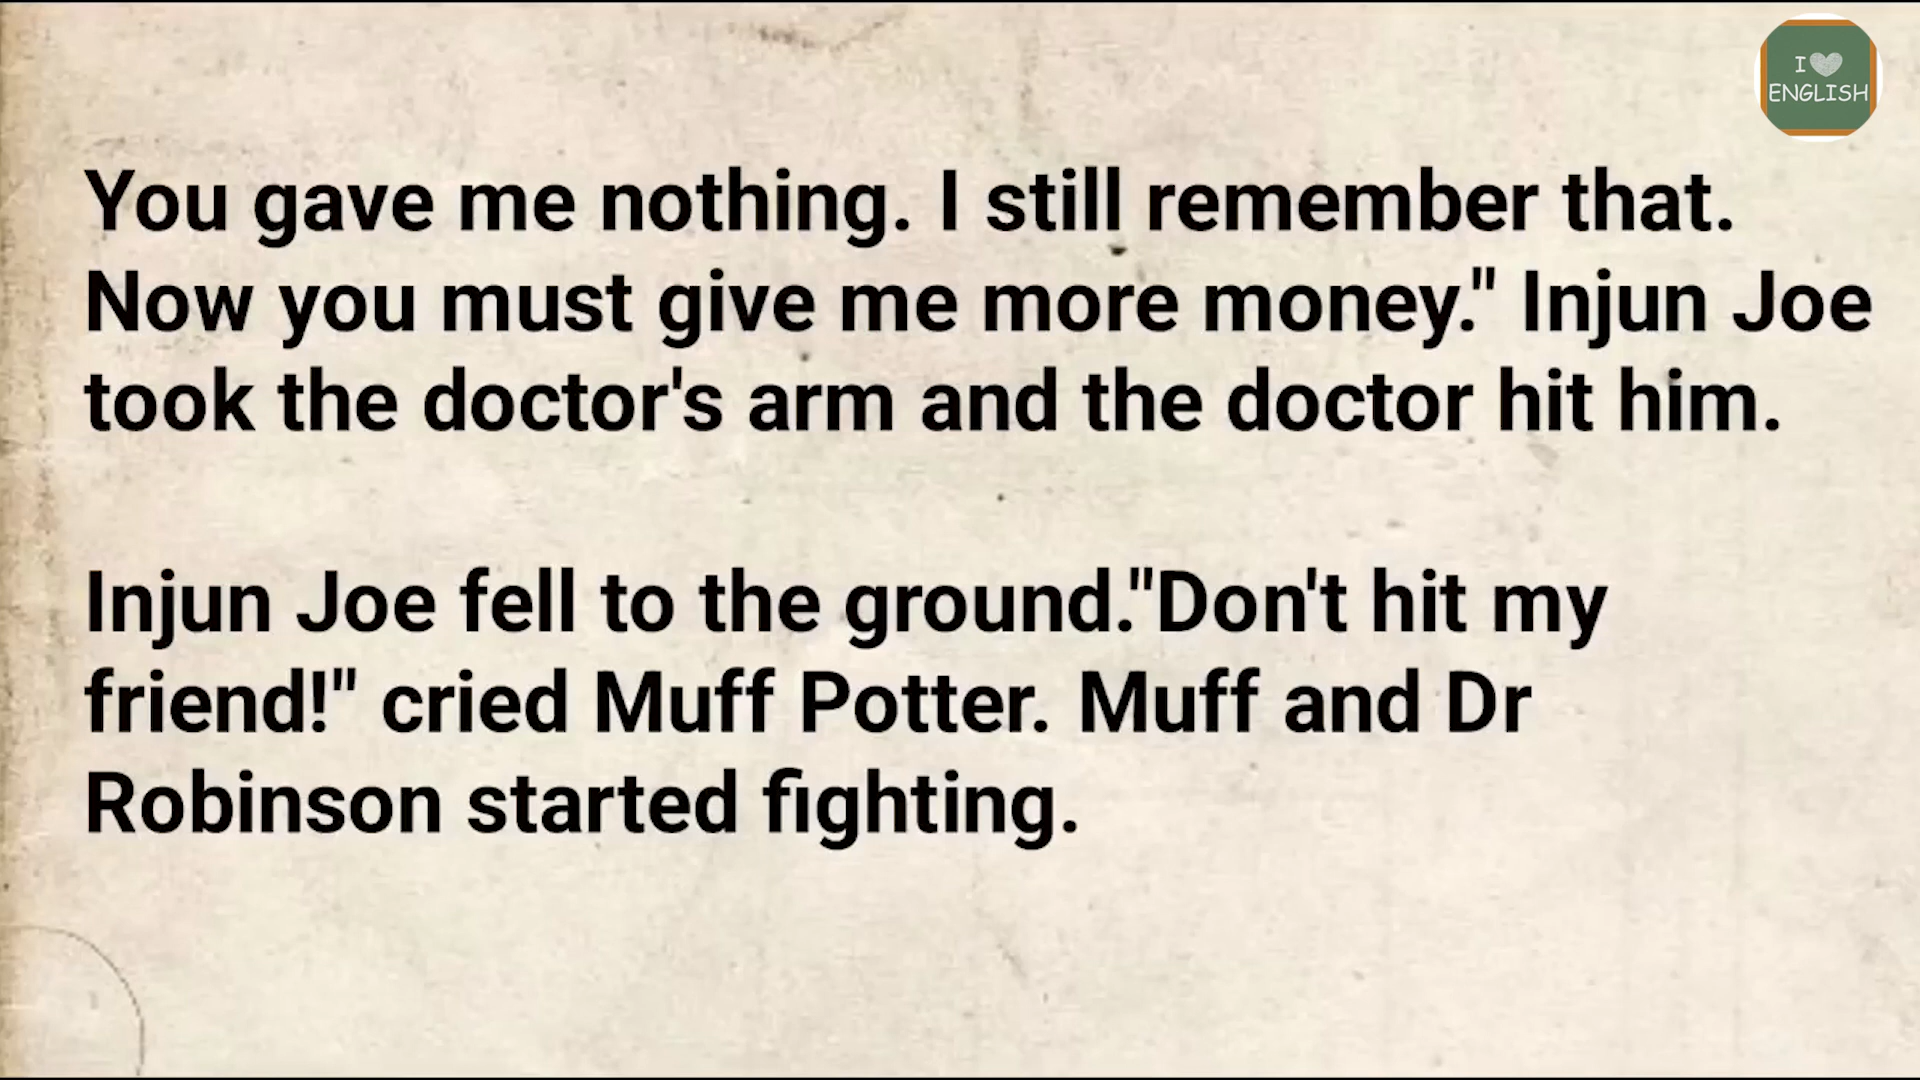 I ♥
ENGLISH
You gave me nothing. I still remember that.
Now you must give me more money." Injun Joe
took the doctor's arm and the doctor hit him.
Injun Joe fell to the ground."Don't hit my
friend!" cried Muff Potter. Muff and Dr
Robinson started fighting.